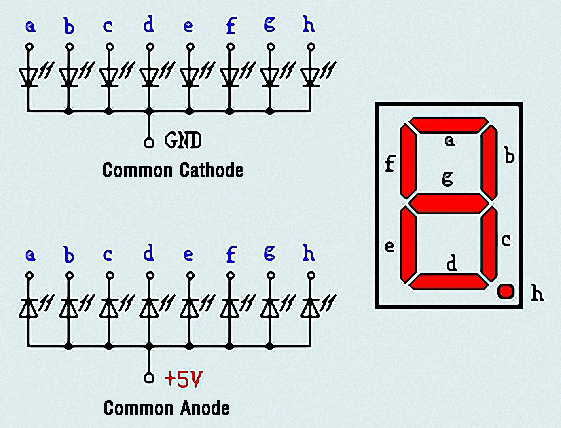 a b c d e f g h
GND
Common Cathode
a
b
f
g
e
c
d
h
a b c d e f g h
+5V
Common Anode